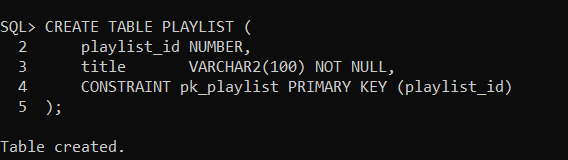 SQL> CREATE TABLE PLAYLIST (
  2      playlist_id NUMBER,
  3      title       VARCHAR2(100) NOT NULL,
  4      CONSTRAINT pk_playlist PRIMARY KEY (playlist_id)
  5  );
Table created.